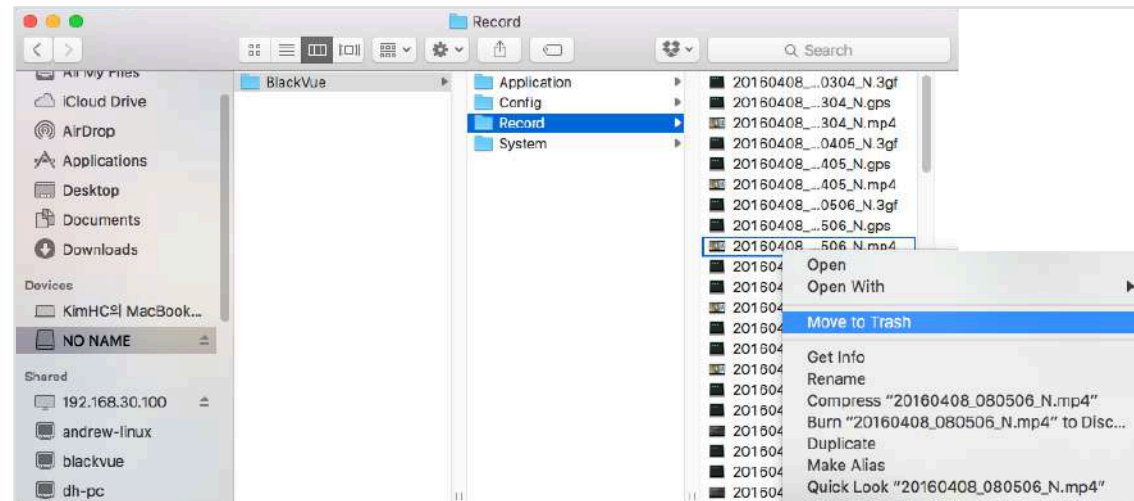 Record
Search
All My Files
iCloud Drive
AirDrop
Applications
Desktop
Documents
Downloads
Devices
KimHC의 MacBook...
NO NAME
Shared
192.168.30.100
andrew-linux
blackvue
dh-pc
BlackVue
Application
Config
Record
System
20160408_...0304_N.3gf
20160408_...304_N.gps
20160408_...304_N.mp4
20160408_...0405_N.3gf
20160408_...405_N.gps
20160408_...405_N.mp4
20160408_...0506_N.3gf
20160408_...506_N.gps
20160408_...506_N.mp4
201604
201604
201604
201604
201604
201604
201604
201604
201604
201604
201604
201604
Open
Open With
Move to Trash
Get Info
Rename
Compress "20160408_080506_N.mp4"
Burn "20160408_080506_N.mp4" to Disc...
Duplicate
Make Alias
Quick Look "20160408_080506_N.mp4"